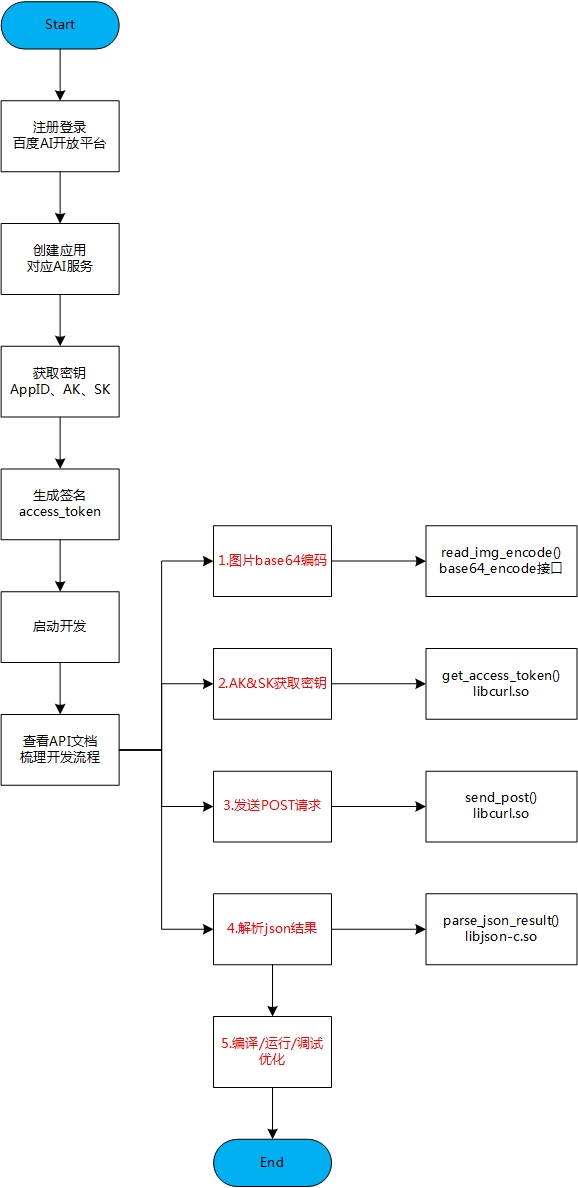 Start
注册登录
百度AI开放平台
创建应用
对应AI服务
获取密钥
AppID、AK、SK
生成签名
access_token
启动开发
查看API文档
梳理开发流程
1.图片base64编码
read_img_encode()
base64_encode接口
2.AK&SK获取密钥
get_access_token()
libcurl.so
3.发送POST请求
send_post()
libcurl.so
4.解析json结果
parse_json_result()
libjson-c.so
5.编译/运行/调试
优化
End